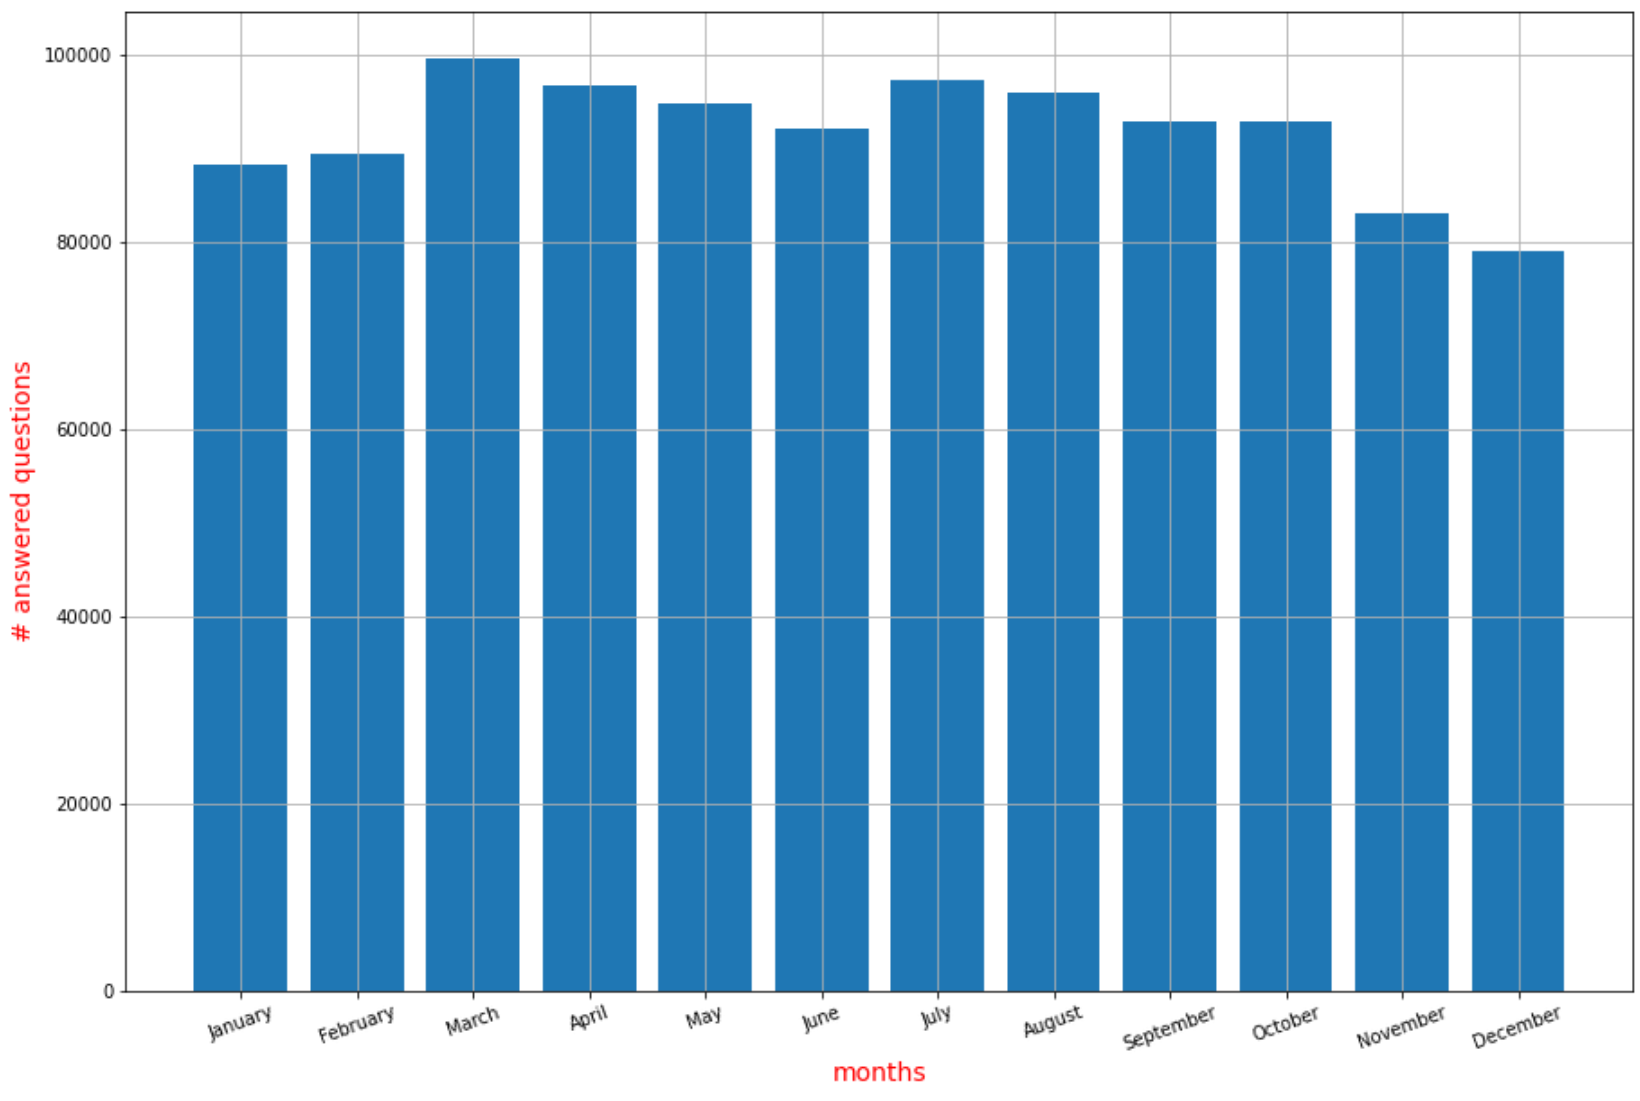 100000
80000
60000
40000
20000
0
# answered questions
January
February
March
April
May
June
July
August
September
October
November
December
months